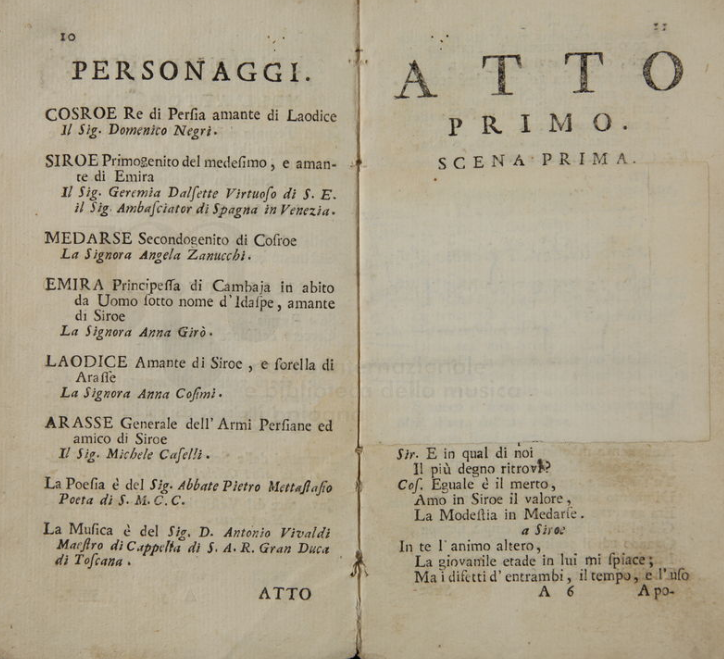 10
PERSONAGGI.
COSROE Re di Perſia amante di Laodice
Il Sig. Domenico Negri.
SIROE Primogenito del medeſimo, e aman-
te di Emira
Il Sig. Geremia Dalſette Virtuoſo di S. E.
il Sig. Ambaſciator di Spagna in Venezia.
MEDARSE Secondogenito di Coſroe
La Signora Angela Zanucchi.
EMIRA Principeſſa di Cambaja in abito
da Uomo ſotto nome d'Idaſpe, amante
di Siroe
La Signora Anna Girò.
LAODICE Amante di Siroe, e ſorella di
Araſſe
La Signora Anna Coſimi.
ARASSE Generale dell'Armi Perſiane ed
amico di Siroe
Il Sig. Michele Caſelli.
La Poeſia è del Sig. Abbate Pietro Mettaſtaſio
Poeta di S. M. C. C.
La Muſica è del Sig. D. Antonio Vivaldi
Maeſtro di Cappella di S. A. R. Gran Duca
di Toſcana.
ATTO
11
ATTO
PRIMO.
SCENA PRIMA.
internazionale
e biblioteca della musica
Sir. E in qual di noi
Il più degno ritrovi?
Coſ. Eguale è il merto,
Amo in Siroe il valore,
La Modeſtia in Medarſe.
a Siroe
In te l'animo altero,
La giovanile etade in lui mi ſpiace;
Ma i difetti d'entrambi, il tempo, e l'uſo
A 6 Apo-